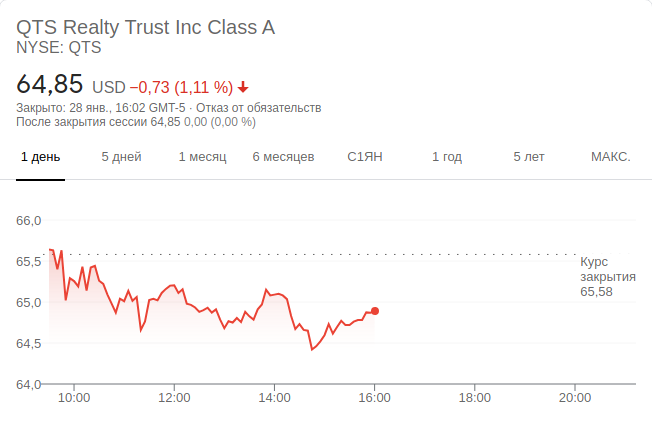 QTS Realty Trust Inc Class A
NYSE: QTS
64,85 USD −0,73 (1,11 %)
Закрыто: 28 янв., 16:02 GMT-5 · Отказ от обязательств
После закрытия сессии 64,85 0,00 (0,00 %)
1 день 5 дней 1 месяц 6 месяцев С1ЯН 1 год 5 лет МАКС.
66,0
65,5
65,0
64,5
64,0
Курс
закрытия
65,58
10:00 12:00 14:00 16:00 18:00 20:00